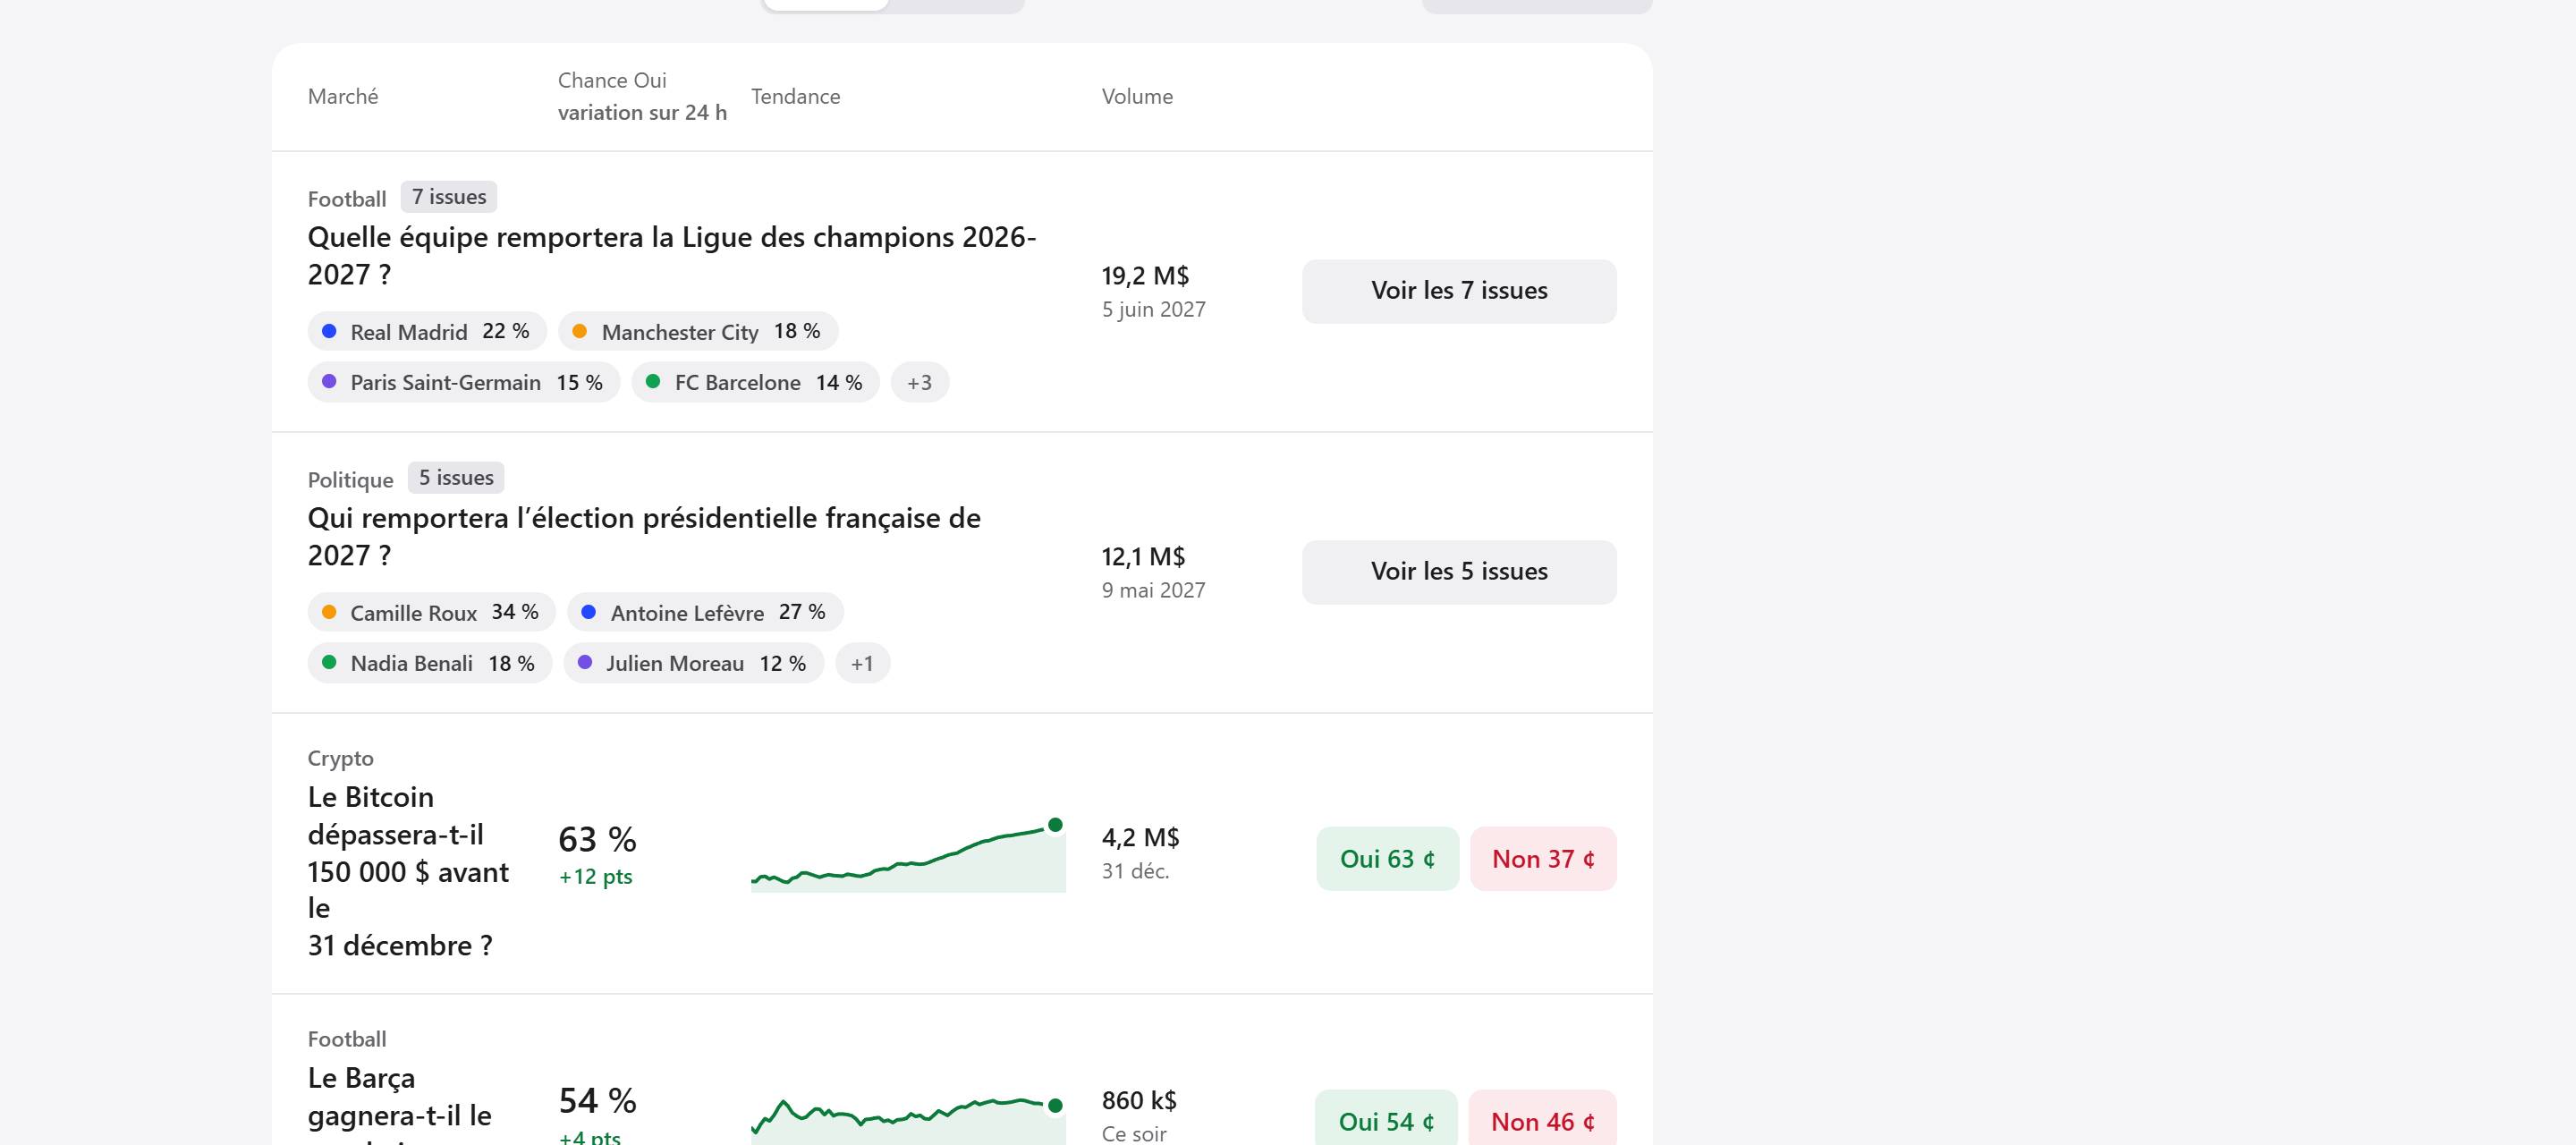 Marché
Chance Oui
variation sur 24 h
Tendance
Volume
Football 7 issues
Quelle équipe remportera la Ligue des champions 2026-
2027 ?
Real Madrid 22 %
Manchester City 18 %
Paris Saint-Germain 15 %
FC Barcelone 14 %
+3
19,2 M$
5 juin 2027
Voir les 7 issues
Politique 5 issues
Qui remportera l’élection présidentielle française de
2027 ?
Camille Roux 34 %
Antoine Lefèvre 27 %
Nadia Benali 18 %
Julien Moreau 12 %
+1
12,1 M$
9 mai 2027
Voir les 5 issues
Crypto
Le Bitcoin
dépassera-t-il
150 000 $ avant
le
31 décembre ?
63 %
+12 pts
4,2 M$
31 déc.
Oui 63 ¢
Non 37 ¢
Football
Le Barça
gagnera-t-il le
54 %
+4 pts
860 k$
Ce soir
Oui 54 ¢
Non 46 ¢